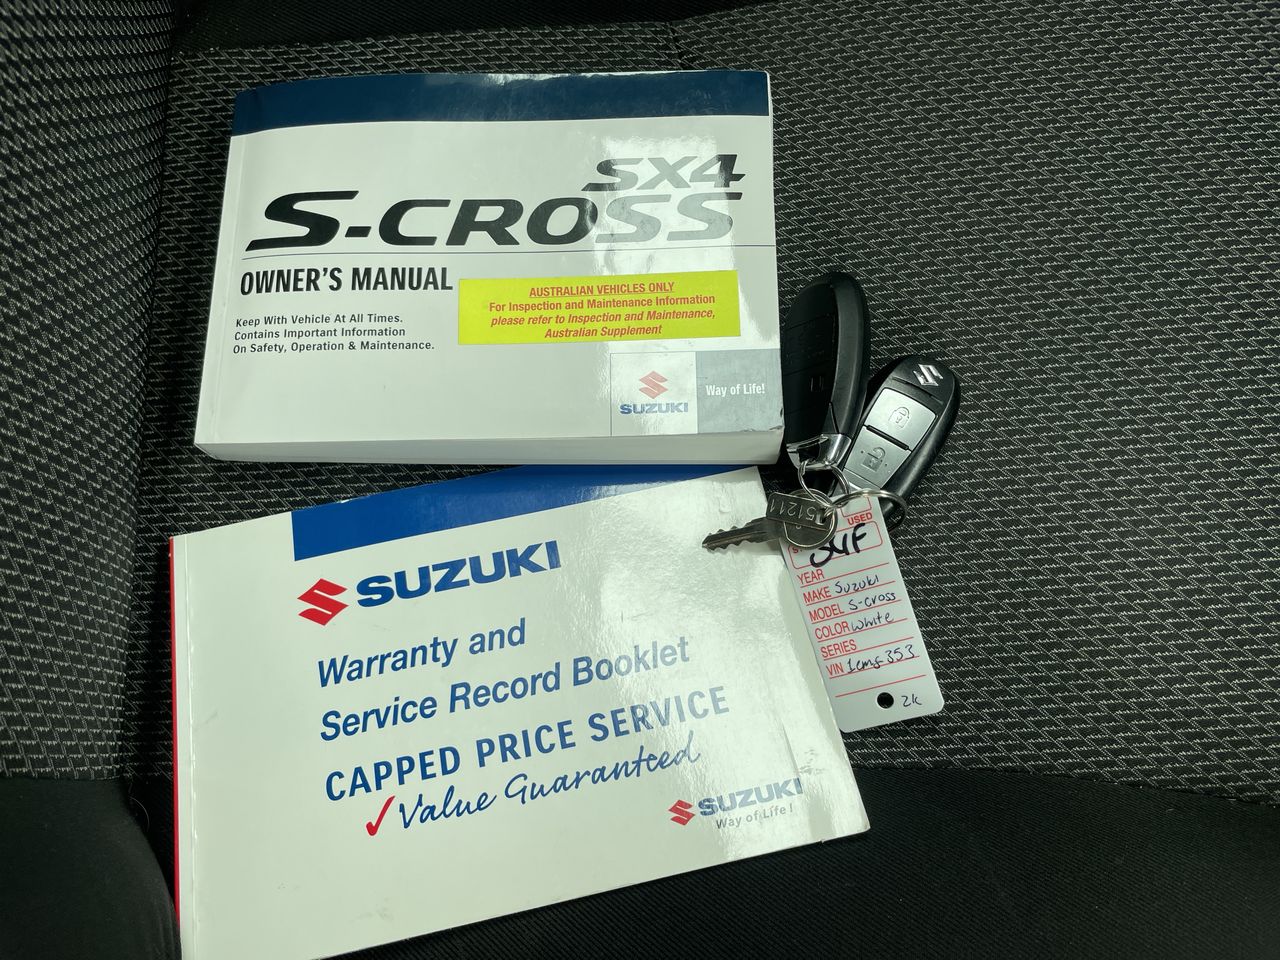 SX4
S-CROSS
OWNER'S MANUAL
AUSTRALIAN VEHICLES ONLY
For Inspection and Maintenance Information
please refer to Inspection and Maintenance,
Australian Supplement
Keep With Vehicle At All Times.
Contains Important Information
On Safety, Operation & Maintenance.
SUZUKI
Way of Life!
SUZUKI
Warranty and
Service Record Booklet
CAPPED PRICE SERVICE
Value Guaranteed
SUZUKI
Way of Life!
USED
YEAR
MAKE Suzuki
MODEL S-Cross
COLOR White
SERIES
VIN
2k